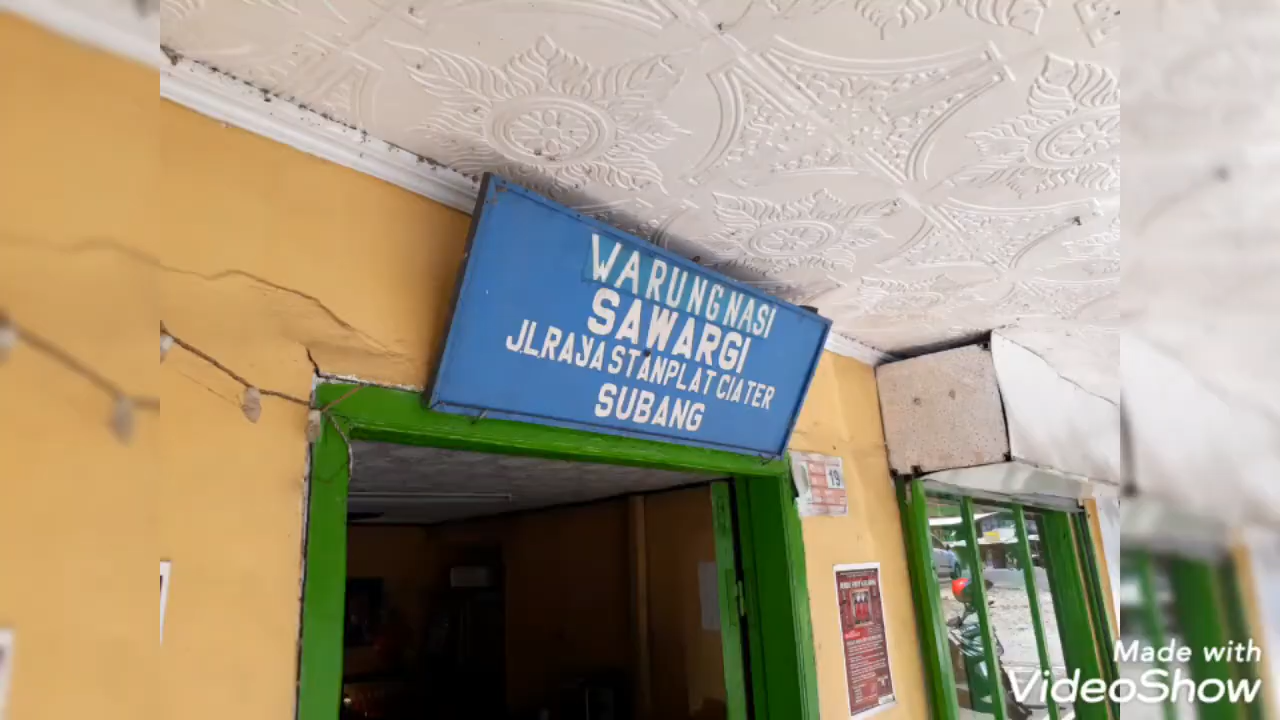 WARUNG NASI
SAWARGI
JL.RAYA STANPLAT CIATER
SUBANG
19
Made with
VideoShow